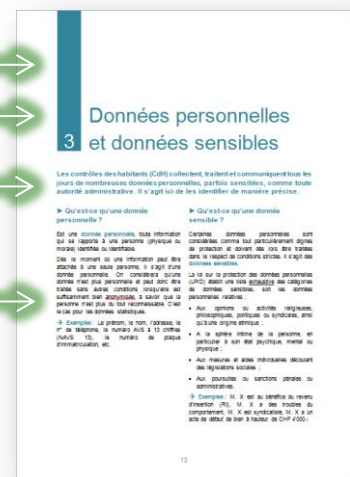 Données personnelles
3 et données sensibles
Les contrôles des habitants (CdH) collectent, traitent et communiquent tous les
jours de nombreuses données personnelles, parfois sensibles, comme toute
autorité administrative. Il s'agit ici de les identifier de manière précise.
► Qu'est-ce qu'une donnée
personnelle ?
Est une donnée personnelle, toute information
qui se rapporte à une personne (physique ou
morale) identifiée ou identifiable.
Dès le moment où une information peut être
attachée à une seule personne, il s'agit d'une
donnée personnelle. On considérera qu'une
donnée n'est plus personnelle et peut donc être
traitée sans autres conditions lorsqu'elle est
suffisamment bien anonymisée, à savoir que la
personne n'est plus du tout reconnaissable. C'est
le cas pour les données statistiques.
→ Exemples : Le prénom, le nom, l'adresse, le
n° de téléphone, le numéro AVS à 13 chiffres
(NAVS 13), le numéro de plaque
d'immatriculation, etc.
► Qu'est-ce qu'une donnée
sensible ?
Certaines données personnelles sont
considérées comme tout particulièrement dignes
de protection et doivent dès lors être traitées
dans le respect de conditions strictes. Il s'agit des
données sensibles.
La loi sur la protection des données personnelles
(LPrD) établit une liste exhaustive des catégories
de données sensibles, soit les données
personnelles relatives :
• Aux opinions ou activités religieuses,
philosophiques, politiques ou syndicales, ainsi
qu'à une origine ethnique ;
• A la sphère intime de la personne, en
particulier à son état psychique, mental ou
physique ;
• Aux mesures et aides individuelles découlant
des législations sociales ;
• Aux poursuites ou sanctions pénales ou
administratives.
→ Exemples : M. X est au bénéfice du revenu
d'insertion (RI), M. X a des troubles du
comportement, M. X est syndicaliste, M. X a un
acte de défaut de bien à hauteur de CHF 4'000.-
13